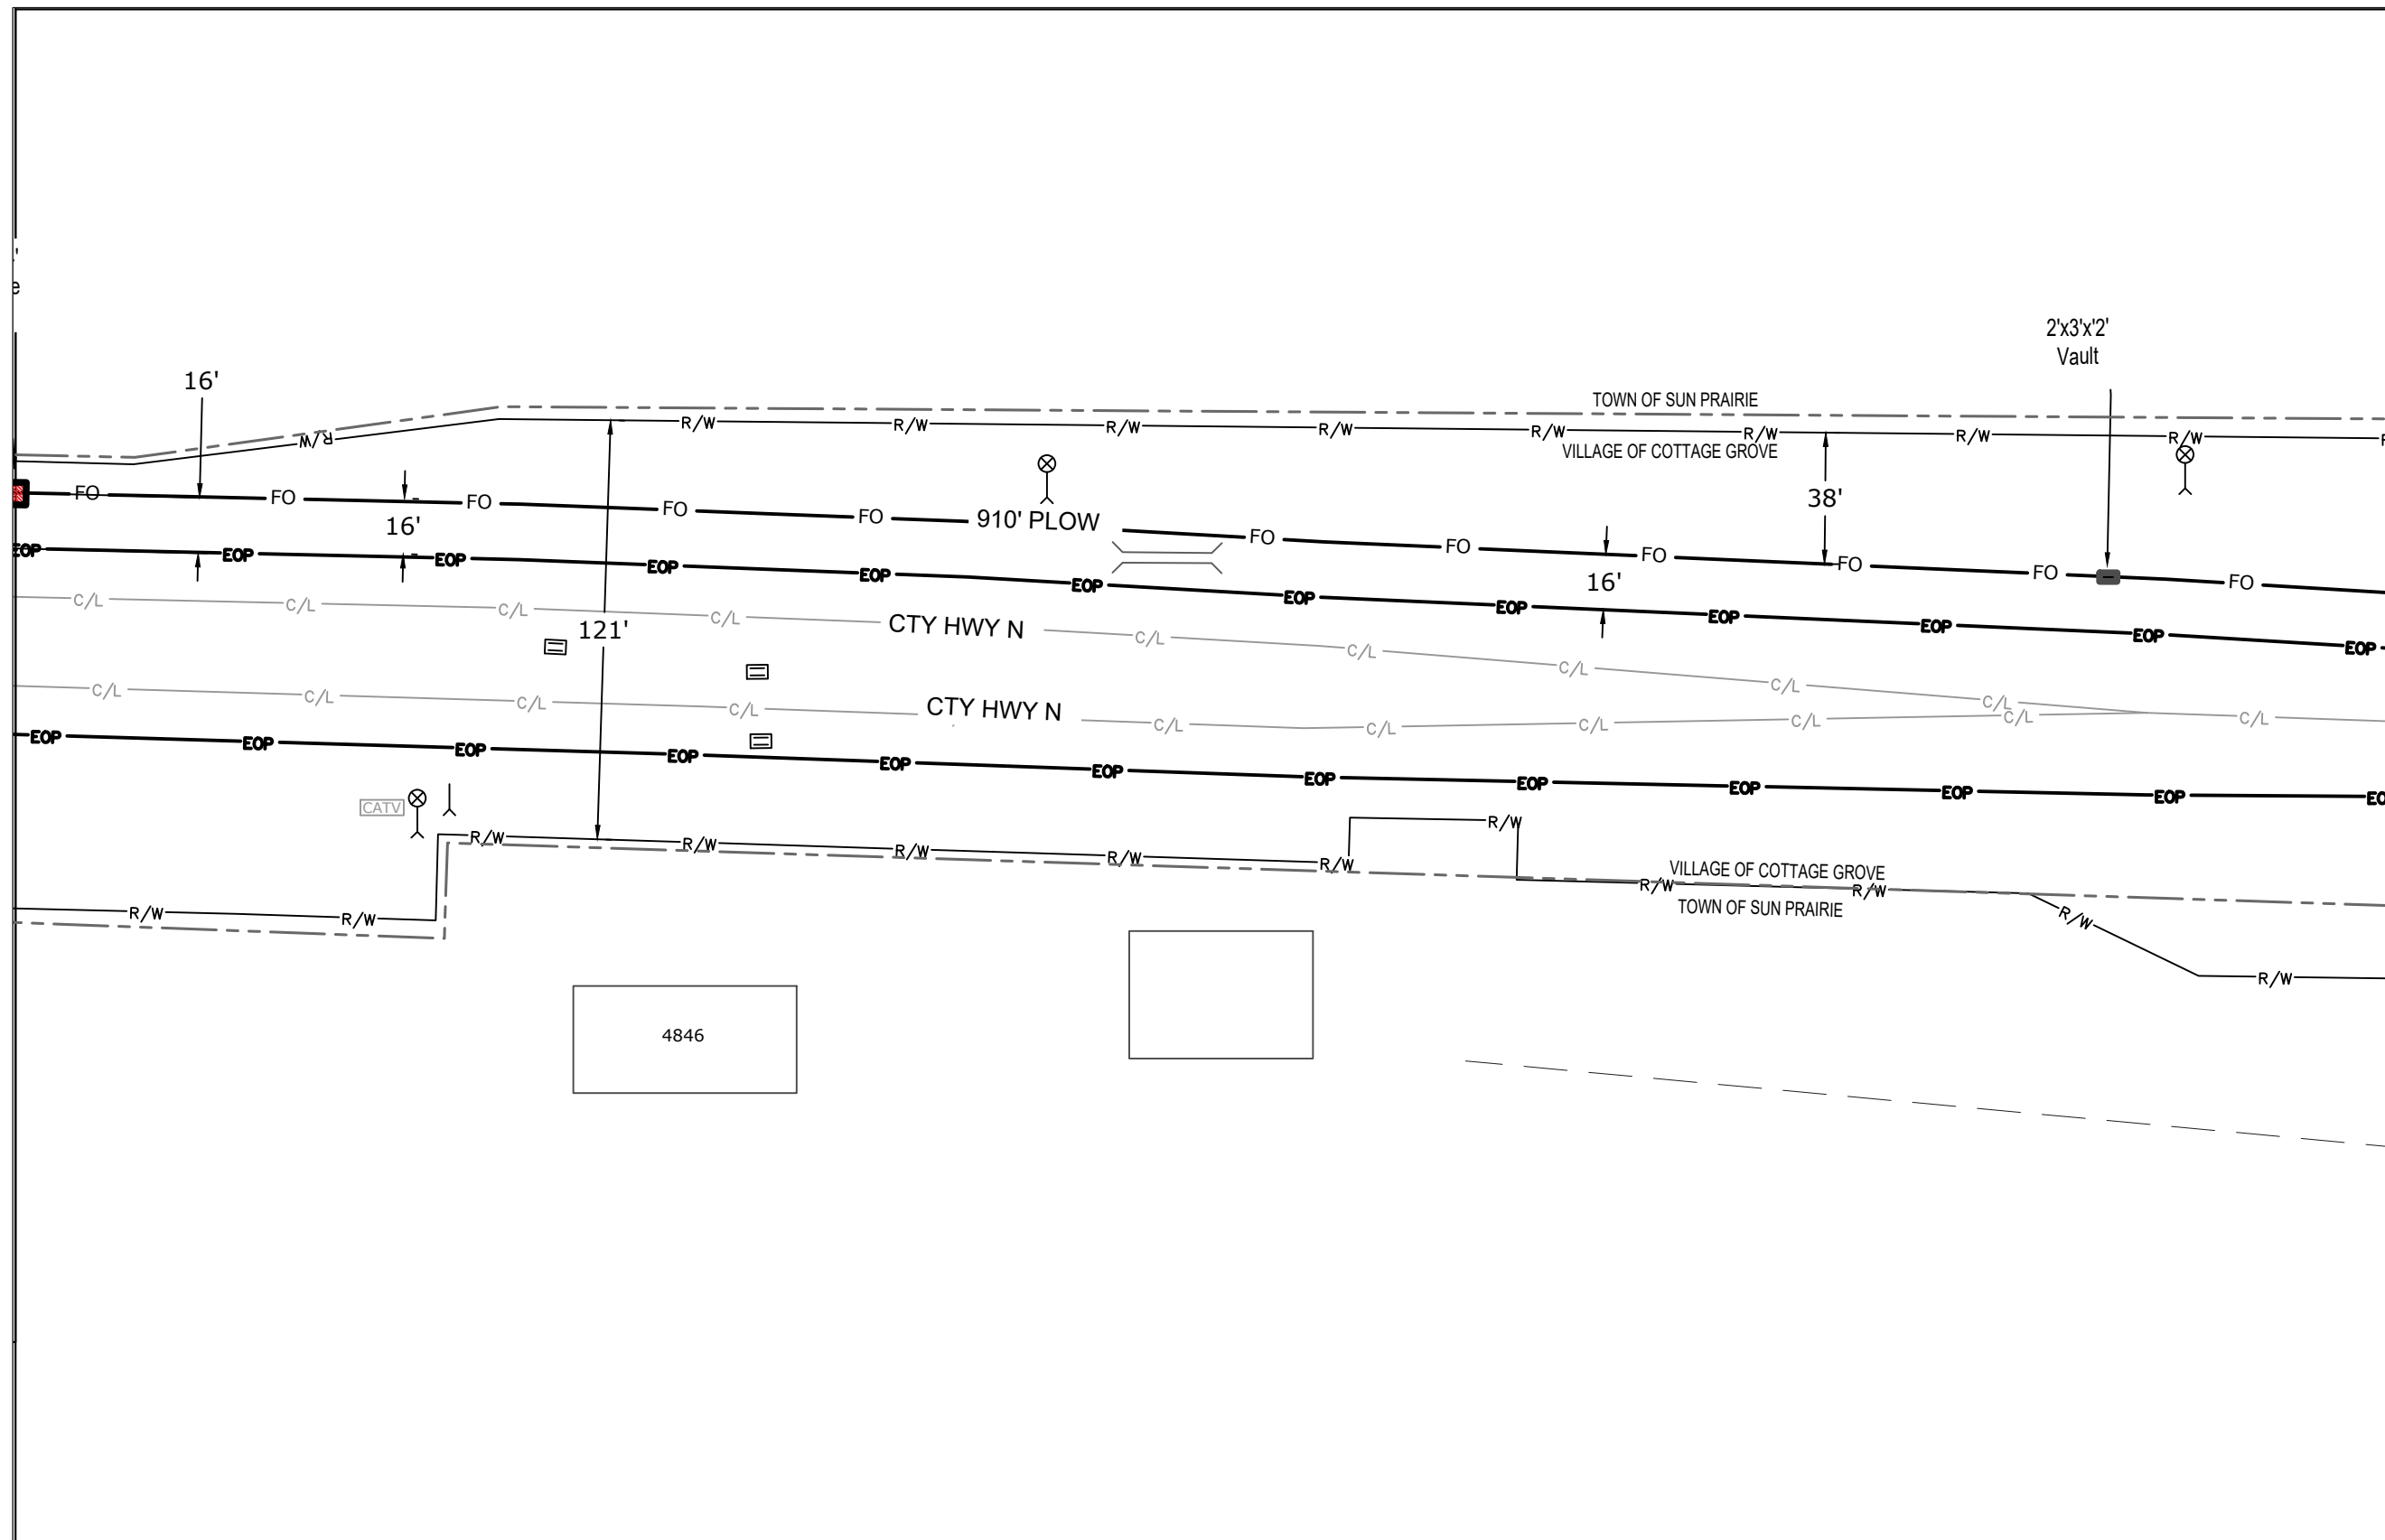 2'x3'x'2'
Vault
16'
TOWN OF SUN PRAIRIE
R/W R/W R/W R/W R/W R/W R/W R/W R/W
VILLAGE OF COTTAGE GROVE
38'
FO FO FO FO FO 910' PLOW FO FO FO FO FO FO
16'
EOP EOP EOP EOP EOP EOP EOP EOP EOP EOP EOP EOP
16'
C/L C/L C/L C/L CTY HWY N C/L C/L C/L C/L C/L
121'
C/L C/L C/L C/L CTY HWY N C/L C/L C/L C/L C/L C/L
EOP EOP EOP EOP EOP EOP EOP EOP EOP EOP EOP
CATV
R/W R/W R/W R/W R/W R/W
VILLAGE OF COTTAGE GROVE
R/W R/W
TOWN OF SUN PRAIRIE
R/W R/W R/W
R/W
4846